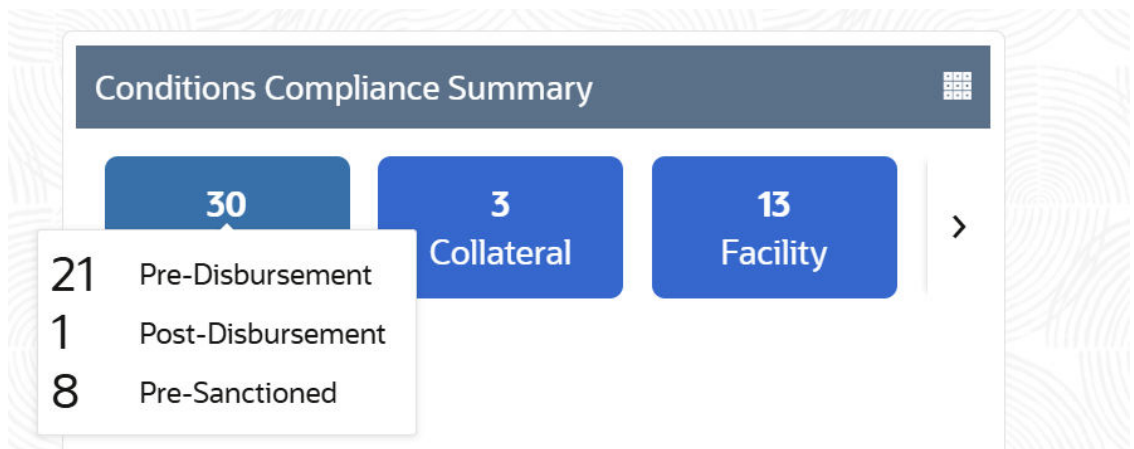 Conditions Compliance Summary
30
3
Collateral
13
Facility
21 Pre-Disbursement
1 Post-Disbursement
8 Pre-Sanctioned